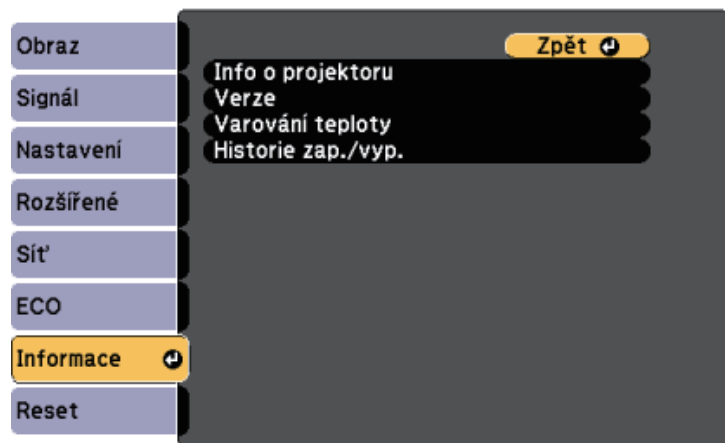 Obraz
Signál
Nastavení
Rozšířené
Síť
ECO
Informace
Reset
Zpět
Info o projektoru
Verze
Varování teploty
Historie zap./vyp.